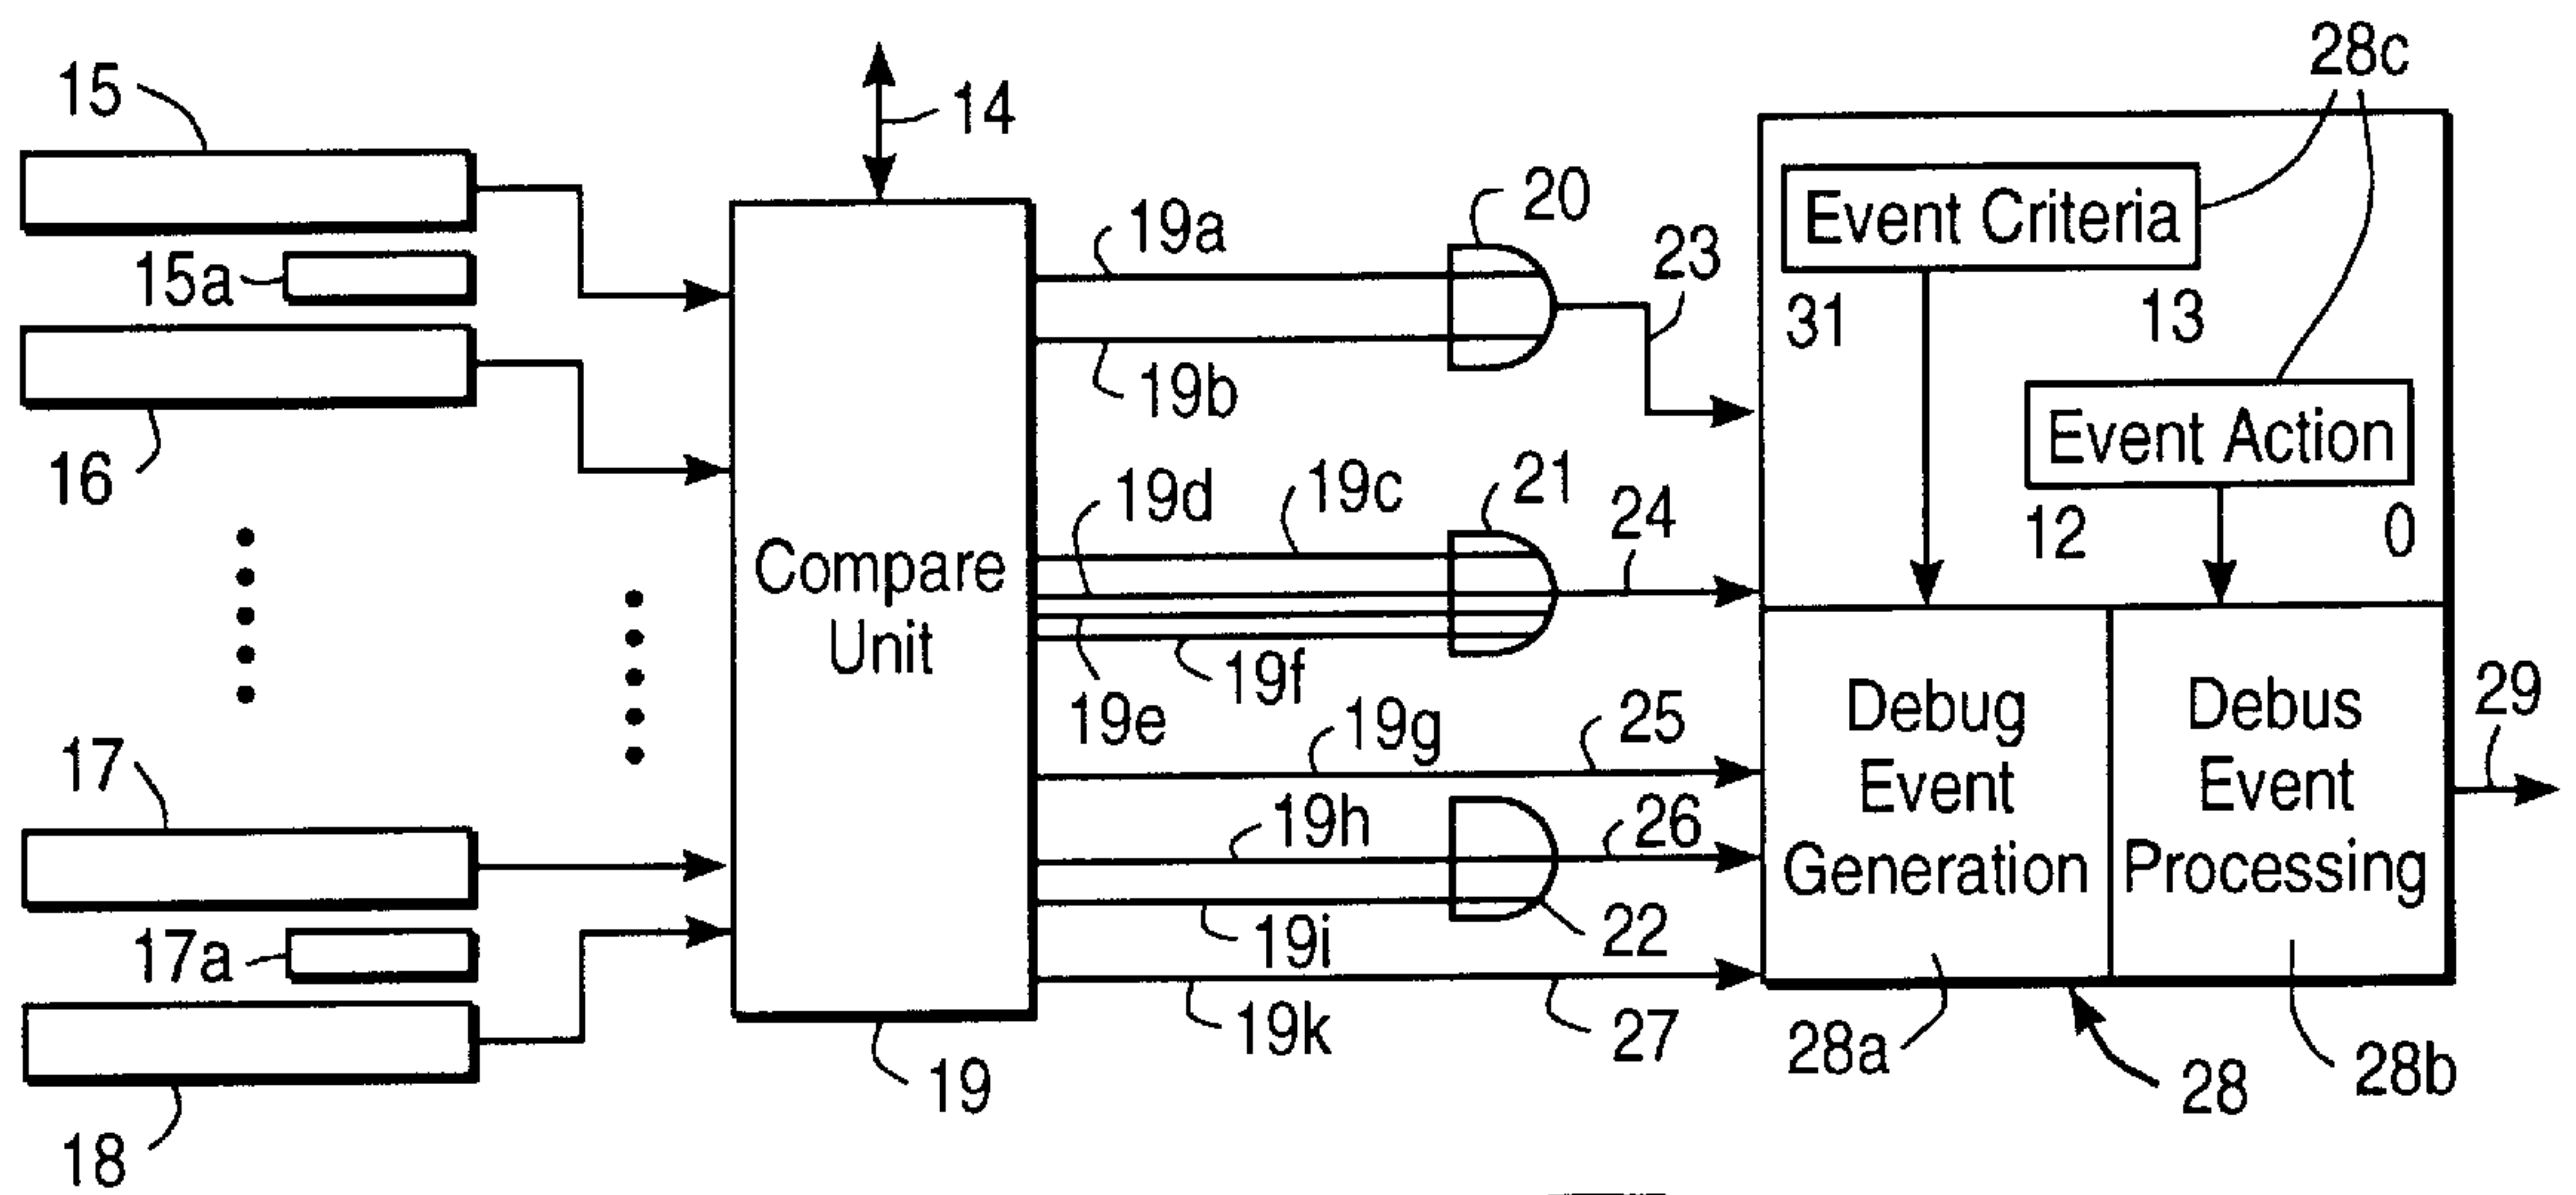 28c
15
14
20
Event Criteria
19a
23
15a
31
13
19b
Event Action
16
19d
19c
21
24
12
0
Compare
Unit
19f
19e
19g
25
Debug
Event
Generation
Debus
Event
Processing
29
17
19h
26
17a
19i
22
19k
27
28a
28
28b
19
18